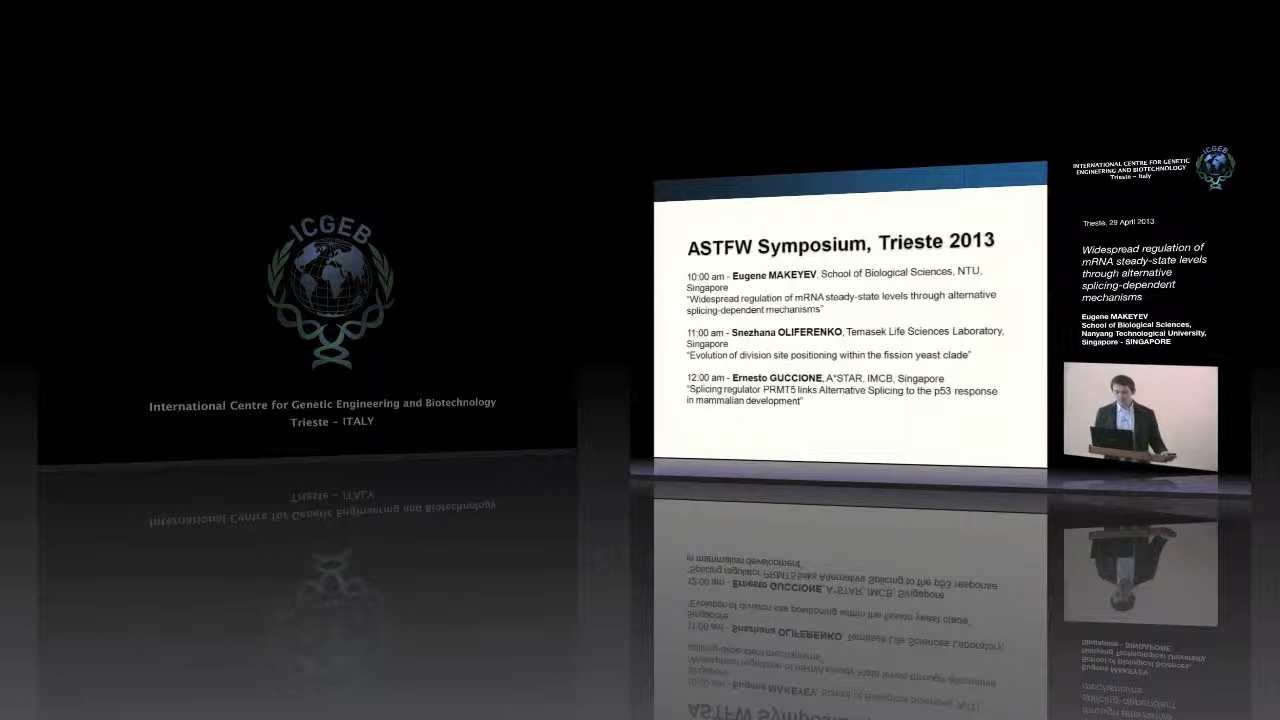 ICGEB
International Centre for Genetic Engineering and Biotechnology
Trieste - ITALY
ASTFW Symposium, Trieste 2013
10:00 am - Eugene MAKEYEV, School of Biological Sciences, NTU,
Singapore
"Widespread regulation of mRNA steady-state levels through alternative
splicing-dependent mechanisms"
11:00 am - Snezhana OLIFERENKO, Temasek Life Sciences Laboratory,
Singapore
"Evolution of division site positioning within the fission yeast clade"
12:00 am - Ernesto GUCCIONE, A*STAR, IMCB, Singapore
"Splicing regulator PRMT5 links Alternative Splicing to the p53 response
in mammalian development"
INTERNATIONAL CENTRE FOR GENETIC
ENGINEERING AND BIOTECHNOLOGY
Trieste - Italy
ICGEB
Trieste, 29 April 2013
Widespread regulation of
mRNA steady-state levels
through alternative
splicing-dependent
mechanisms
Eugene MAKEYEV
School of Biological Sciences,
Nanyang Technological University,
Singapore - SINGAPORE